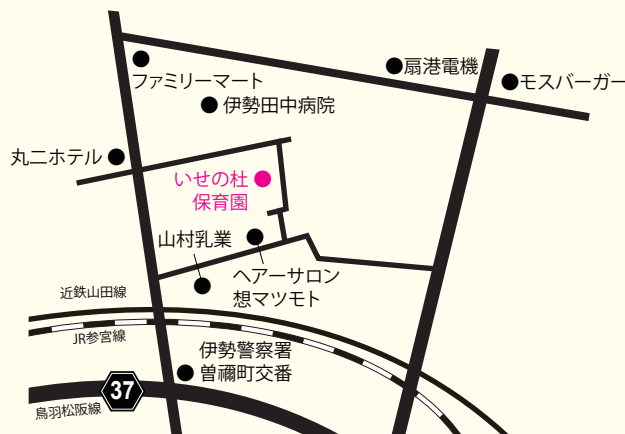 扇港電機
モスバーガー
ファミリーマート
伊勢田中病院
丸二ホテル
いせの杜
保育園
山村乳業
ヘアーサロン
想マツモト
近鉄山田線
JR参宮線
伊勢警察署
曽禰町交番
37
鳥羽松阪線